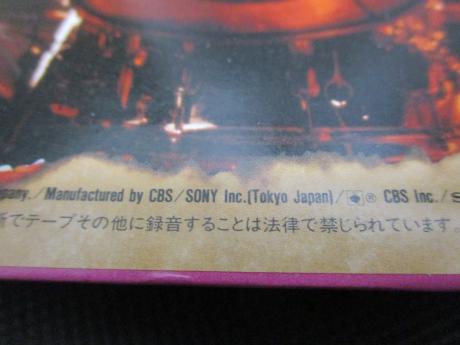 pany./Manufactured by CBS/SONY Inc.(Tokyo Japan)/® CBS Inc./S
でテープその他に録音することは法律で禁じられています。